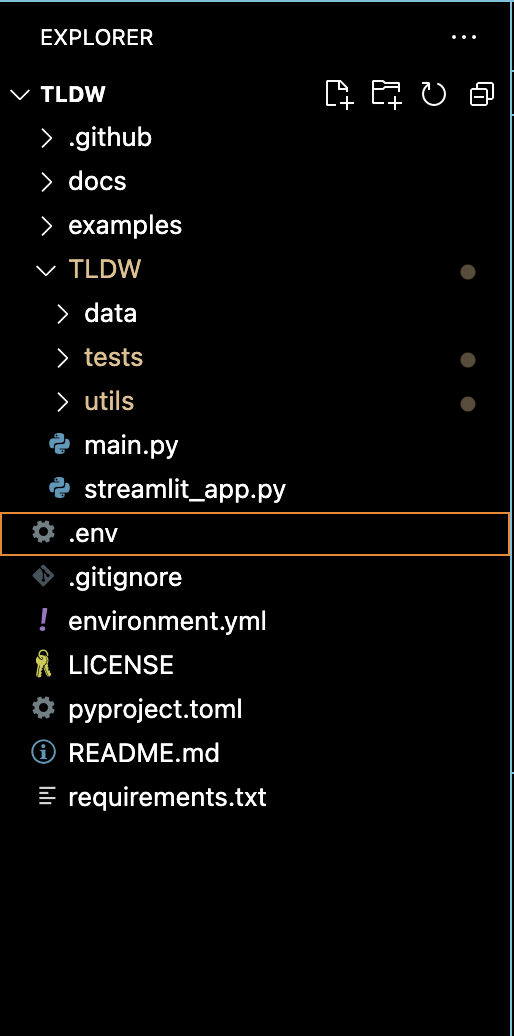 EXPLORER
TLDW
.github
docs
examples
TLDW
data
tests
utils
main.py
streamlit_app.py
.env
.gitignore
environment.yml
LICENSE
pyproject.toml
README.md
requirements.txt